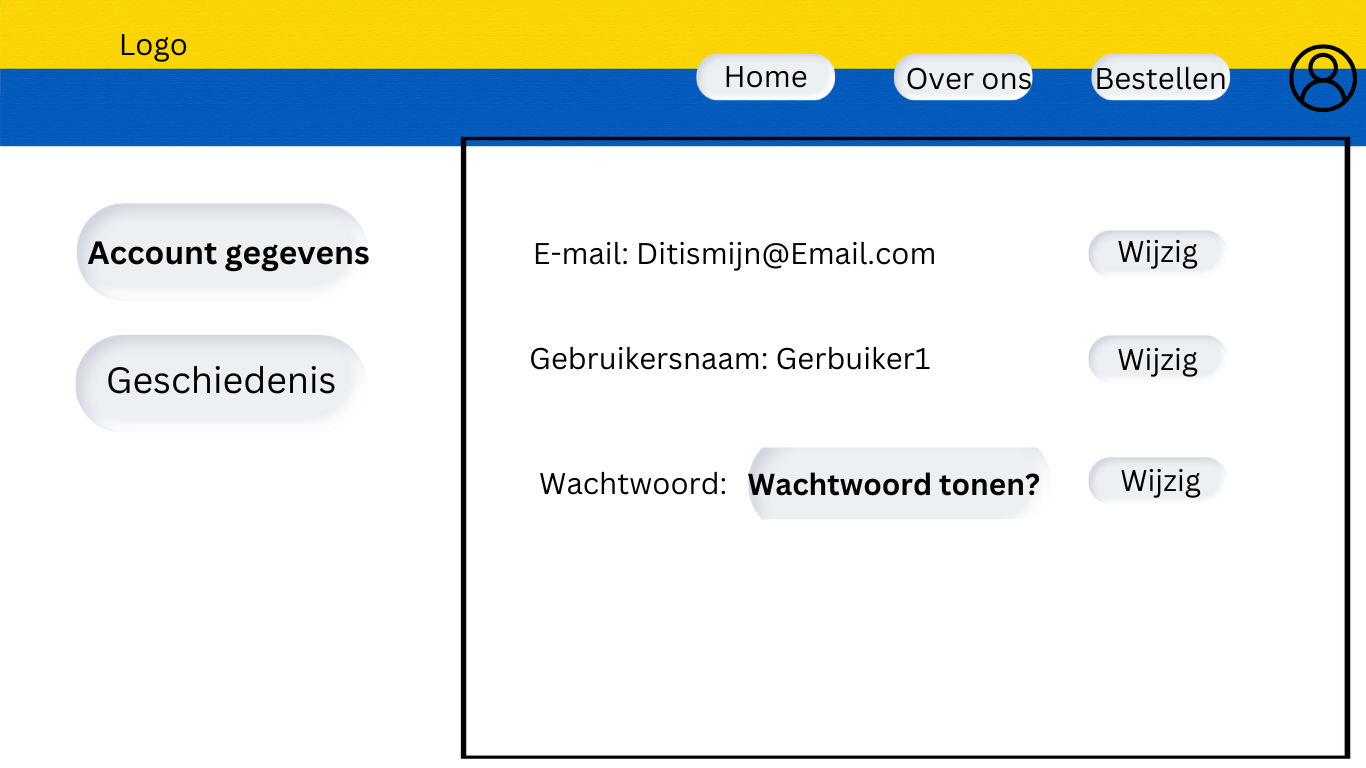 Logo
Home
Over ons
Bestellen
Account gegevens
Geschiedenis
E-mail: Ditismijn@Email.com
Wijzig
Gebruikersnaam: Gerbuiker1
Wijzig
Wachtwoord:
Wachtwoord tonen?
Wijzig